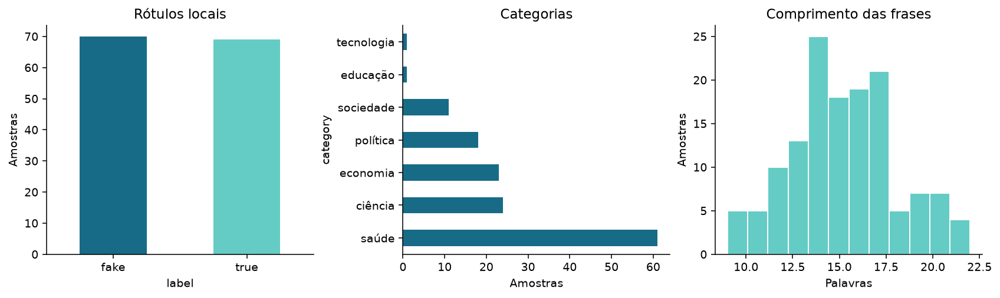 Rótulos locais
Amostras
70
60
50
40
30
20
10
0
fake
true
label
Categorias
category
tecnologia
educação
sociedade
política
economia
ciência
saúde
0
10
20
30
40
50
60
Amostras
Comprimento das frases
Amostras
25
20
15
10
5
0
10.0
12.5
15.0
17.5
20.0
22.5
Palavras